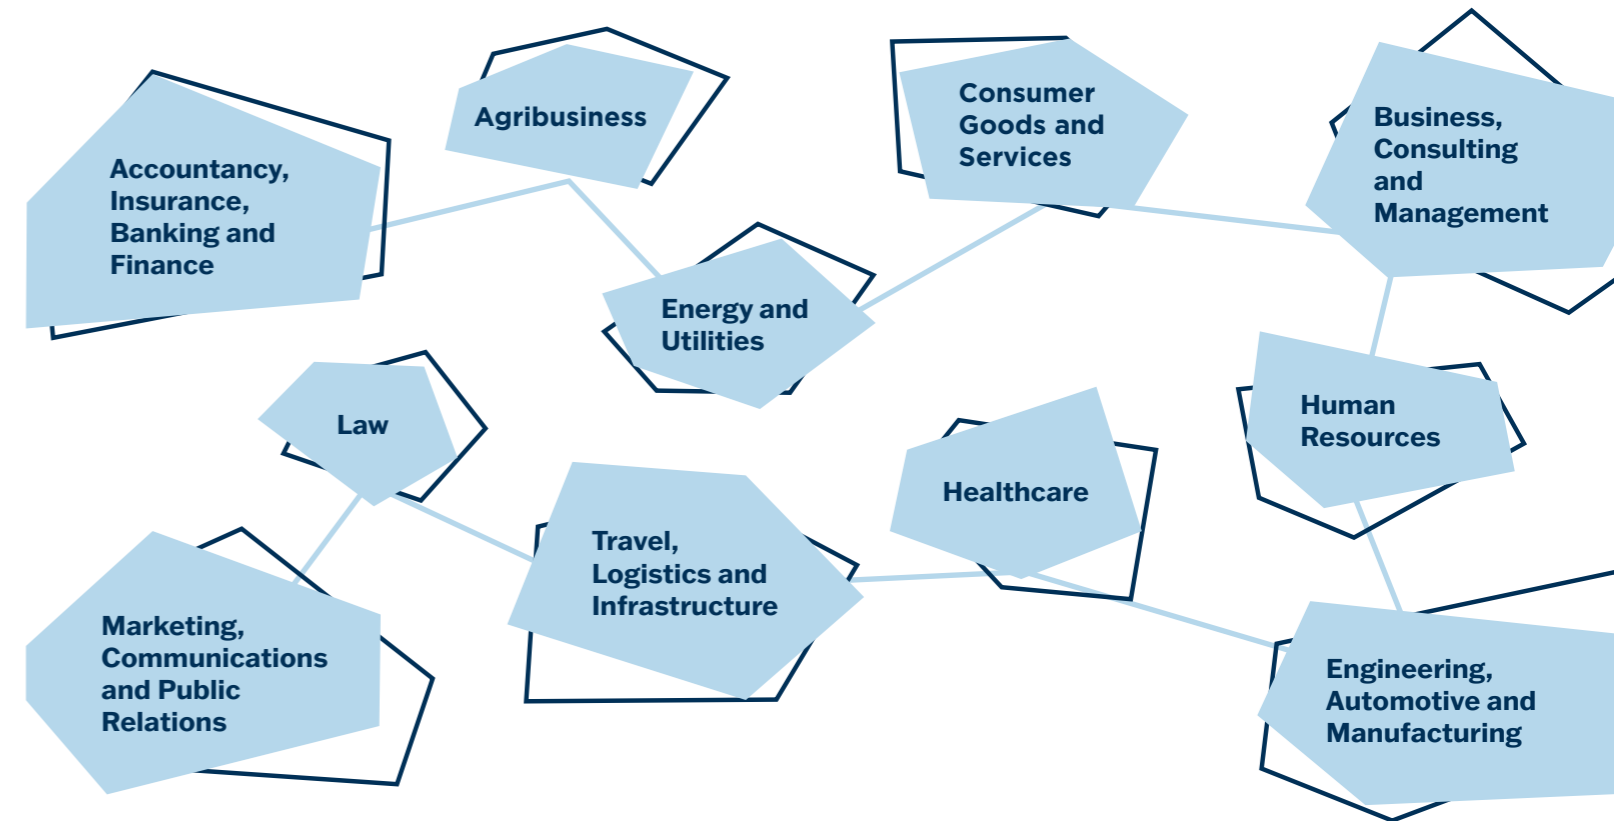 Accountancy,
Insurance,
Banking and
Finance
Agribusiness
Energy and
Utilities
Consumer
Goods and
Services
Business,
Consulting
and
Management
Human
Resources
Engineering,
Automotive and
Manufacturing
Healthcare
Travel,
Logistics and
Infrastructure
Law
Marketing,
Communications
and Public
Relations